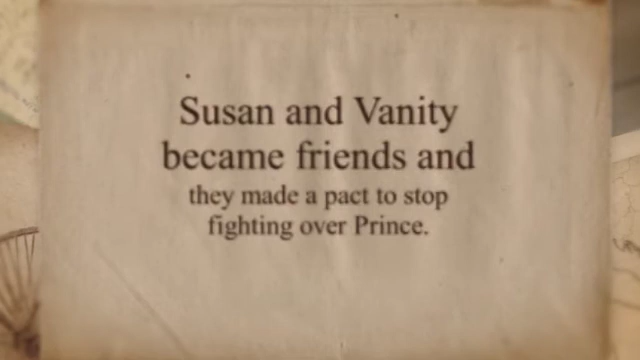 Susan and Vanity
became friends and
they made a pact to stop
fighting over Prince.